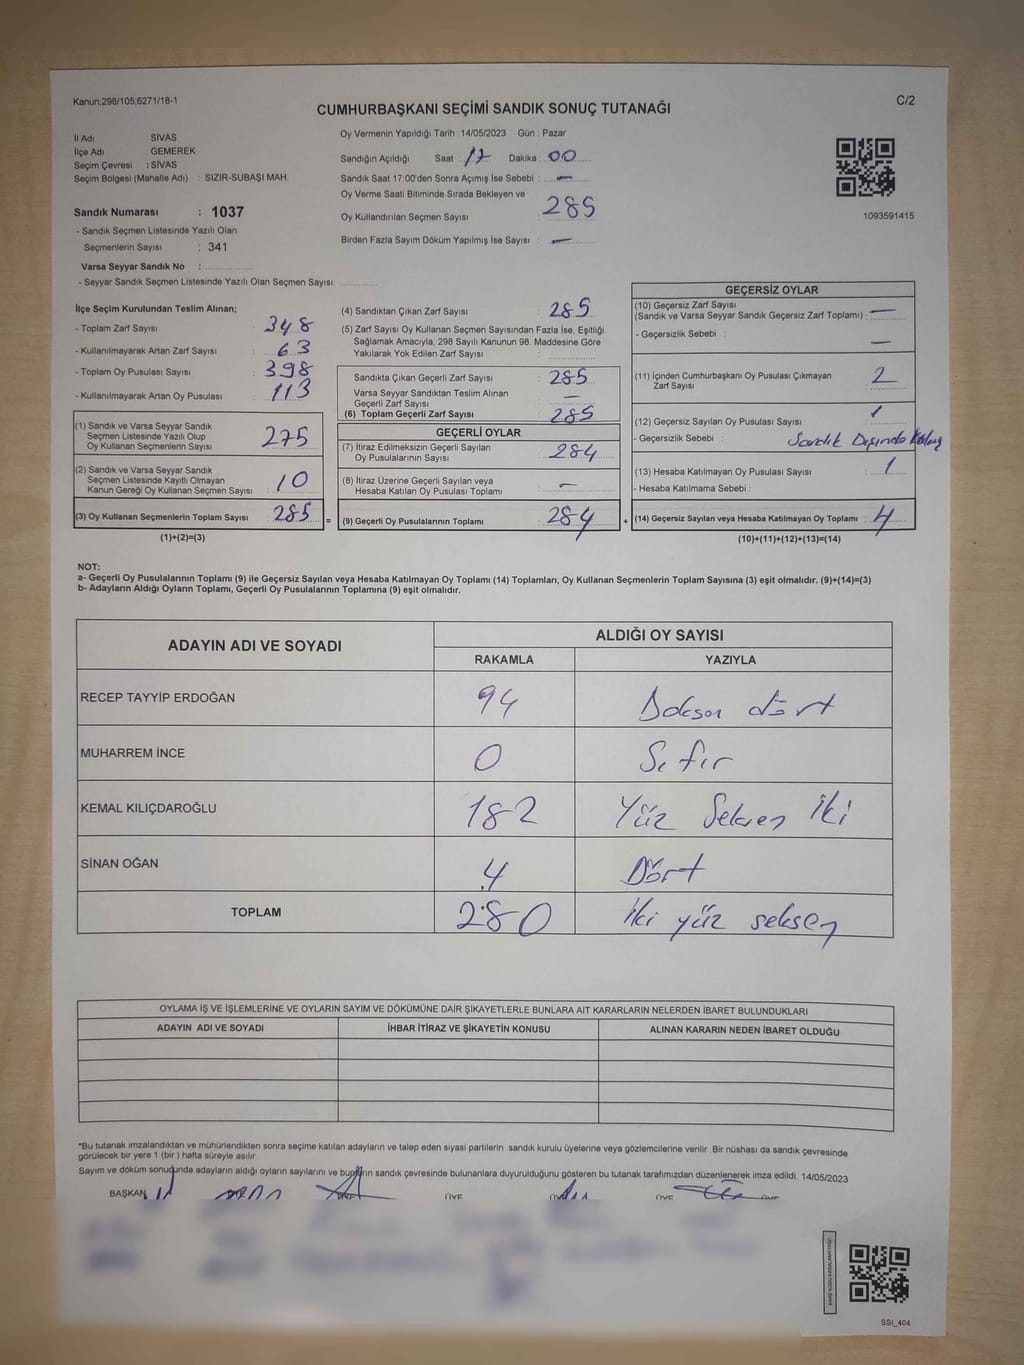 Kanun;298/105;6271/18-1
C/2
CUMHURBAŞKANI SEÇİMİ SANDIK SONUÇ TUTANAĞI
İl Adı : SİVAS
İlçe Adı : GEMEREK
Seçim Çevresi : SİVAS
Seçim Bölgesi (Mahalle Adı) : SIZIR-SUBAŞI MAH.
Sandık Numarası : 1037
- Sandık Seçmen Listesinde Yazılı Olan
Seçmenlerin Sayısı : 341
Varsa Seyyar Sandık No :
- Seyyar Sandık Seçmen Listesinde Yazılı Olan Seçmen Sayısı:
Oy Vermenin Yapıldığı Tarih : 14/05/2023 Gün : Pazar
Sandığın Açıldığı Saat : 17 Dakika : 00
Sandık Saat 17:00'den Sonra Açımış İse Sebebi : —
Oy Verme Saati Bitiminde Sırada Bekleyen ve
Oy Kullandırılan Seçmen Sayısı : 285
Birden Fazla Sayım Döküm Yapılmış İse Sayısı : —
1093591415
İlçe Seçim Kurulundan Teslim Alınan;
- Toplam Zarf Sayısı : 348
- Kullanılmayarak Artan Zarf Sayısı : 63
- Toplam Oy Pusulası Sayısı : 398
- Kullanılmayarak Artan Oy Pusulası : 113
(1) Sandık ve Varsa Seyyar Sandık
Seçmen Listesinde Yazılı Olup
Oy Kullanan Seçmenlerin Sayısı : 275
(2) Sandık ve Varsa Seyyar Sandık
Seçmen Listesinde Kayıtlı Olmayan
Kanun Gereği Oy Kullanan Seçmen Sayısı : 10
(3) Oy Kullanan Seçmenlerin Toplam Sayısı : 285
(1)+(2)=(3)
=
(4) Sandıktan Çıkan Zarf Sayısı : 285
(5) Zarf Sayısı Oy Kullanan Seçmen Sayısından Fazla İse, Eşitliği
Sağlamak Amacıyla; 298 Sayılı Kanunun 98. Maddesine Göre
Yakılarak Yok Edilen Zarf Sayısı :
Sandıkta Çıkan Geçerli Zarf Sayısı : 285
Varsa Seyyar Sandıktan Teslim Alınan
Geçerli Zarf Sayısı : —
(6) Toplam Geçerli Zarf Sayısı : 285
GEÇERLİ OYLAR
(7) İtiraz Edilmeksizin Geçerli Sayılan
Oy Pusulalarının Sayısı : 284
(8) İtiraz Üzerine Geçerli Sayılan veya
Hesaba Katılan Oy Pusulası Toplamı : —
(9) Geçerli Oy Pusulalarının Toplamı : 284
+
GEÇERSİZ OYLAR
(10) Geçersiz Zarf Sayısı
(Sandık ve Varsa Seyyar Sandık Geçersiz Zarf Toplamı) : —
- Geçersizlik Sebebi : —
(11) İçinden Cumhurbaşkanı Oy Pusulası Çıkmayan
Zarf Sayısı : 2
(12) Geçersiz Sayılan Oy Pusulası Sayısı : 1
- Geçersizlik Sebebi : Sandık Dışında
(13) Hesaba Katılmayan Oy Pusulası Sayısı : 1
- Hesaba Katılmama Sebebi :
(14) Geçersiz Sayılan veya Hesaba Katılmayan Oy Toplamı : 4
(10)+(11)+(12)+(13)=(14)
NOT:
a- Geçerli Oy Pusulalarının Toplamı (9) ile Geçersiz Sayılan veya Hesaba Katılmayan Oy Toplamı (14) Toplamları, Oy Kullanan Seçmenlerin Toplam Sayısına (3) eşit olmalıdır. (9)+(14)=(3)
b- Adayların Aldığı Oyların Toplamı, Geçerli Oy Pusulalarının Toplamına (9) eşit olmalıdır.
ADAYIN ADI VE SOYADI
ALDIĞI OY SAYISI
RAKAMLA YAZIYLA
RECEP TAYYİP ERDOĞAN 94 Doksan dört
MUHARREM İNCE 0 Sıfır
KEMAL KILIÇDAROĞLU 182 Yüz Seksen İki
SİNAN OĞAN 4 Dört
TOPLAM 280 İki yüz seksen
OYLAMA İŞ VE İŞLEMLERİNE VE OYLARIN SAYIM VE DÖKÜMÜNE DAİR ŞİKAYETLERLE BUNLARA AİT KARARLARIN NELERDEN İBARET BULUNDUKLARI
ADAYIN ADI VE SOYADI İHBAR İTİRAZ VE ŞİKAYETİN KONUSU ALINAN KARARIN NEDEN İBARET OLDUĞU
*Bu tutanak imzalandıktan ve mühürlendikten sonra seçime katılan adayların ve talep eden siyasi partilerin sandık kurulu üyelerine veya gözlemcilerine verilir. Bir nüshası da sandık çevresinde
görülecek bir yere 1 (bir ) hafta süreyle asılır.
Sayım ve döküm sonucunda adayların aldığı oyların sayılarını ve bunların sandık çevresinde bulunanlara duyurulduğunu gösteren bu tutanak tarafımızdan düzenlenerek imza edildi. 14/05/2023
BAŞKAN
SSI_404